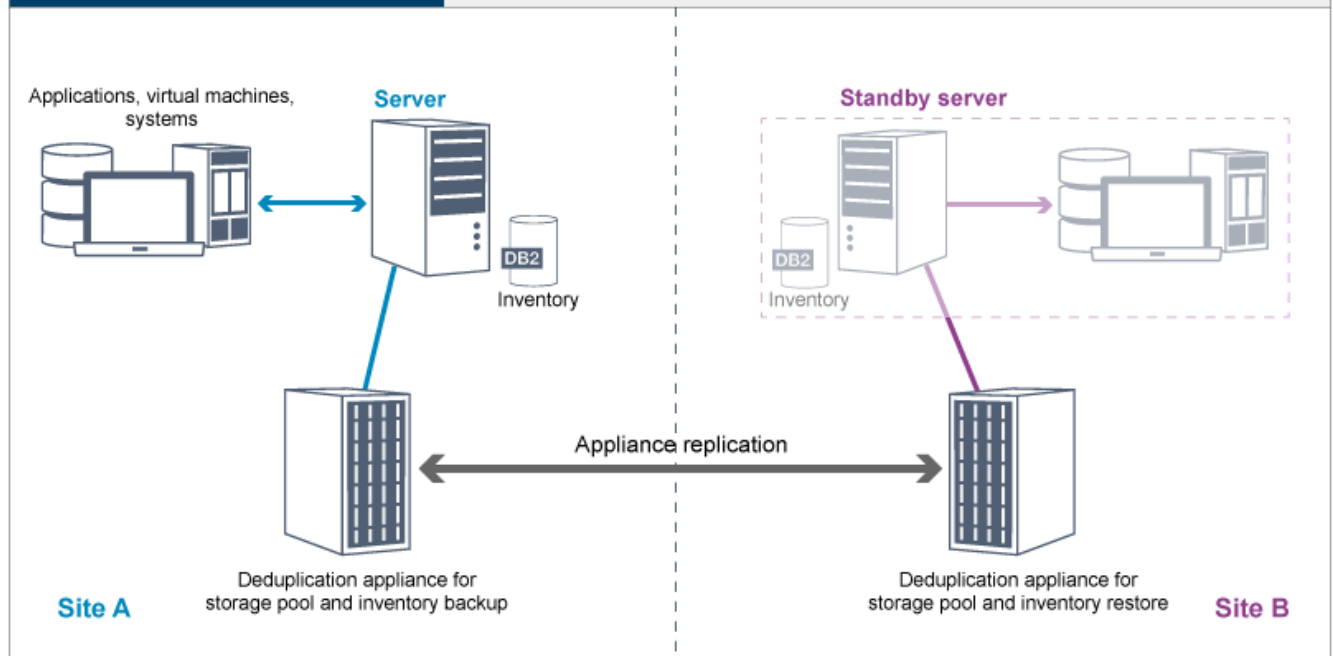 Applications, virtual machines,
systems
Server
DB2
Inventory
Standby server
DB2
Inventory
Appliance replication
Deduplication appliance for
storage pool and inventory backup
Site A
Deduplication appliance for
storage pool and inventory restore
Site B